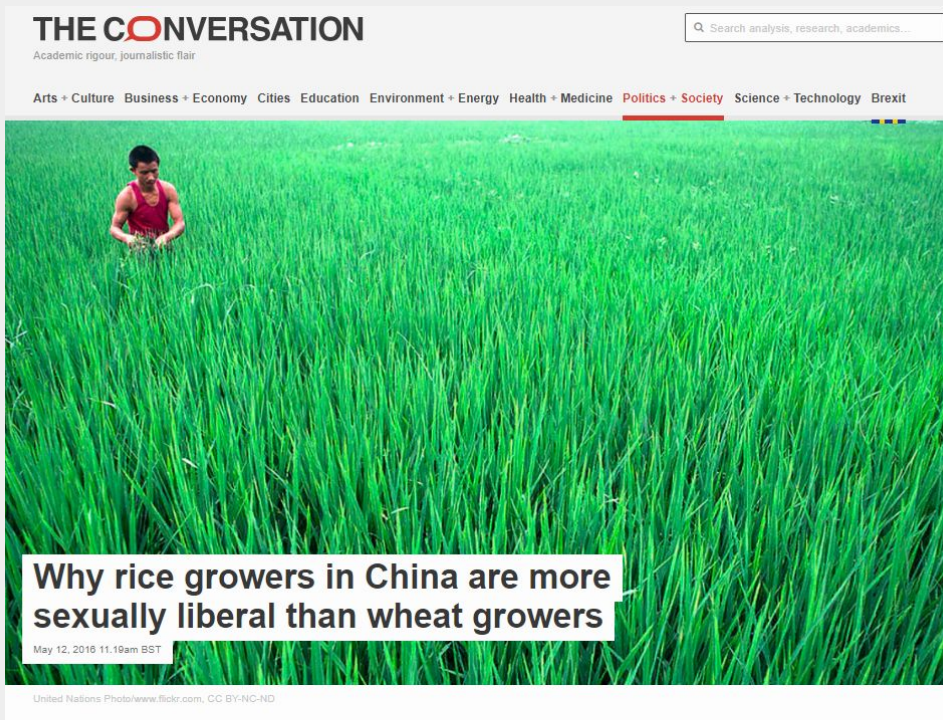 THE CONVERSATION
Search analysis, research, academics...
Academic rigour, journalistic flair
Arts + Culture Business + Economy Cities Education Environment + Energy Health + Medicine Politics + Society Science + Technology Brexit
Why rice growers in China are more
sexually liberal than wheat growers
May 12, 2016 11.19am BST
United Nations Photo/www.flickr.com, CC BY-NC-ND